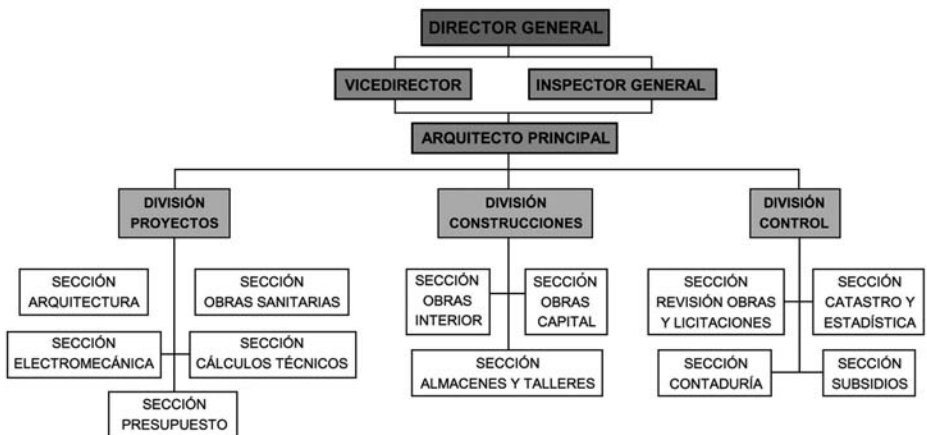 DIRECTOR GENERAL
VICEDIRECTOR
INSPECTOR GENERAL
ARQUITECTO PRINCIPAL
DIVISIÓN
PROYECTOS
DIVISIÓN
CONSTRUCCIONES
DIVISIÓN
CONTROL
SECCIÓN
ARQUITECTURA
SECCIÓN
OBRAS SANITARIAS
SECCIÓN
ELECTROMECÁNICA
SECCIÓN
CÁLCULOS TÉCNICOS
SECCIÓN
PRESUPUESTO
SECCIÓN
OBRAS
INTERIOR
SECCIÓN
OBRAS
CAPITAL
SECCIÓN
ALMACENES Y TALLERES
SECCIÓN
REVISIÓN OBRAS
Y LICITACIONES
SECCIÓN
CATASTRO Y
ESTADÍSTICA
SECCIÓN
CONTADURÍA
SECCIÓN
SUBSIDIOS